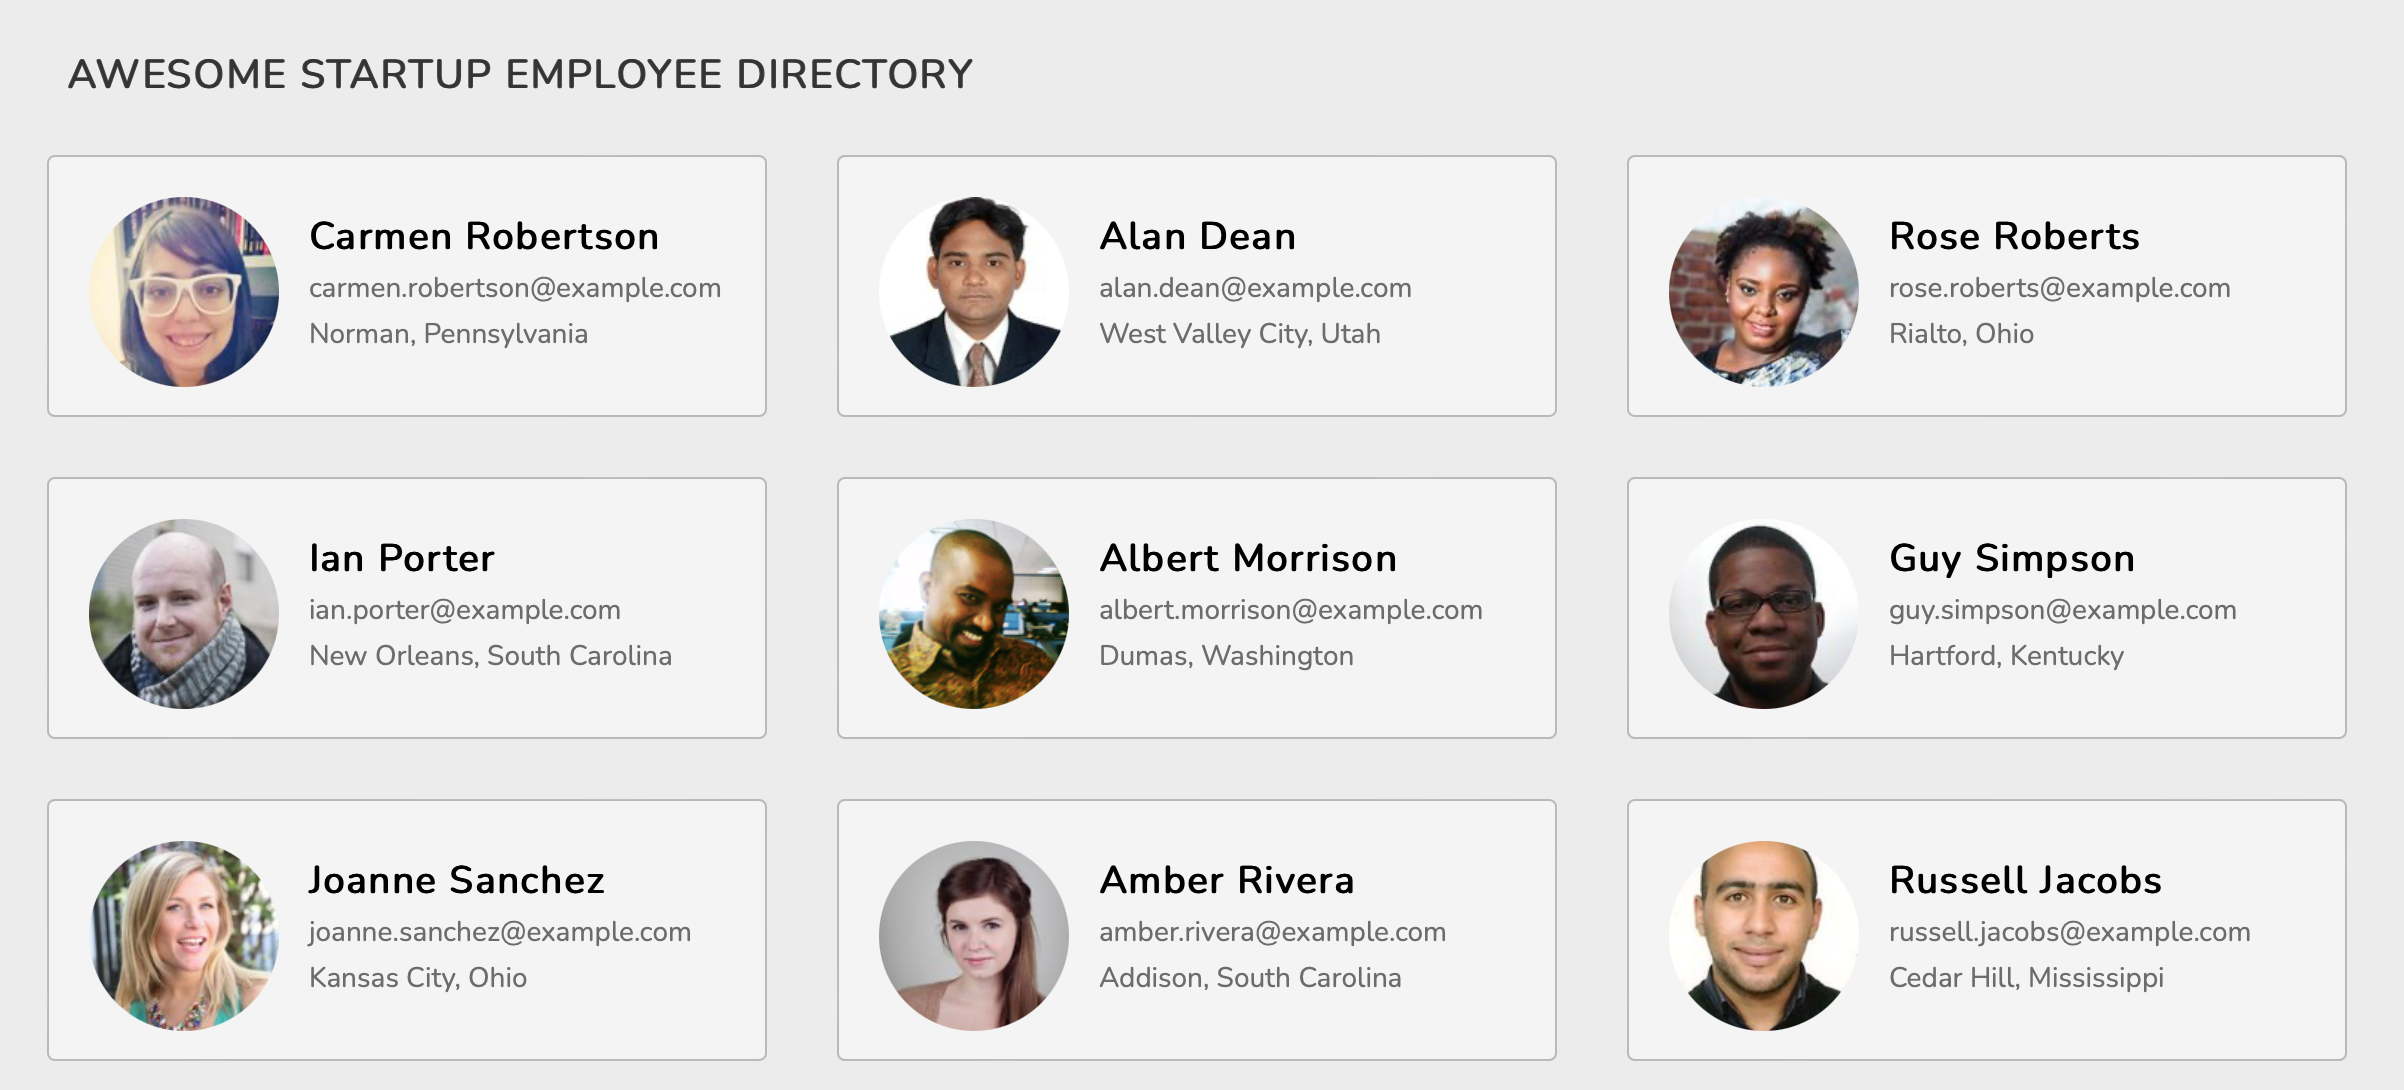 AWESOME STARTUP EMPLOYEE DIRECTORY
Carmen Robertson
carmen.robertson@example.com
Norman, Pennsylvania
Alan Dean
alan.dean@example.com
West Valley City, Utah
Rose Roberts
rose.roberts@example.com
Rialto, Ohio
Ian Porter
ian.porter@example.com
New Orleans, South Carolina
Albert Morrison
albert.morrison@example.com
Dumas, Washington
Guy Simpson
guy.simpson@example.com
Hartford, Kentucky
Joanne Sanchez
joanne.sanchez@example.com
Kansas City, Ohio
Amber Rivera
amber.rivera@example.com
Addison, South Carolina
Russell Jacobs
russell.jacobs@example.com
Cedar Hill, Mississippi